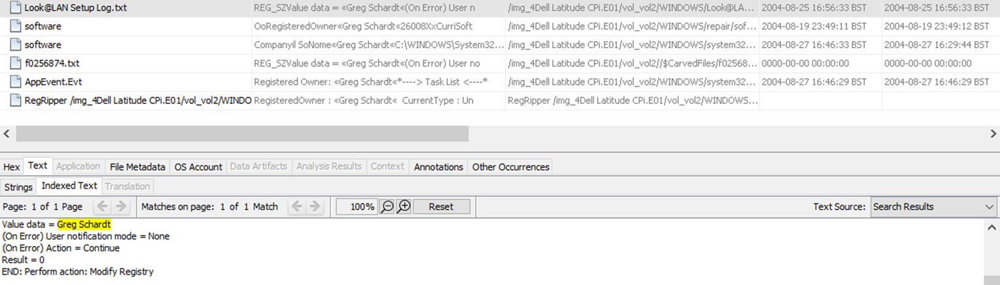 Look@LAN Setup Log.txt REG_SZValue data = «Greg Schardt«(On Error) User n /img_4Dell Latitude CPi.E01/vol_vol2/WINDOWS/Look@LA... 2004-08-25 16:56:33 BST 2004-08-25 16:56:33 BST
software OoRegisteredOwner«Greg Schardt«26008XxCurriSoft /img_4Dell Latitude CPi.E01/vol_vol2/WINDOWS/repair/sof... 2004-08-19 23:49:11 BST 2004-08-19 23:49:12 BST
software Companyil SoNome«Greg Schardt«C:\WINDOWS\System32... /img_4Dell Latitude CPi.E01/vol_vol2/WINDOWS/system32... 2004-08-27 16:46:33 BST 2004-08-27 16:29:44 BST
f0256874.txt REG_SZValue data = «Greg Schardt«(On Error) User no /img_4Dell Latitude CPi.E01/vol_vol2//$CarvedFiles/f02568... 0000-00-00 00:00:00 0000-00-00 00:00:00
AppEvent.Evt Registered Owner: «Greg Schardt«*----> Task List <----* /img_4Dell Latitude CPi.E01/vol_vol2/WINDOWS/system32... 2004-08-27 16:46:29 BST 2004-08-27 16:46:29 BST
RegRipper /img_4Dell Latitude CPi.E01/vol_vol2/WINDO RegisteredOwner : «Greg Schardt« CurrentType : Un RegRipper /img_4Dell Latitude CPi.E01/vol_vol2/WINDOWS...
Hex Text Application File Metadata OS Account Data Artifacts Analysis Results Context Annotations Other Occurrences
Strings Indexed Text Translation
Page: 1 of 1 Page Matches on page: 1 of 1 Match 100% Reset Text Source: Search Results
Value data = Greg Schardt
(On Error) User notification mode = None
(On Error) Action = Continue
Result = 0
END: Perform action: Modify Registry